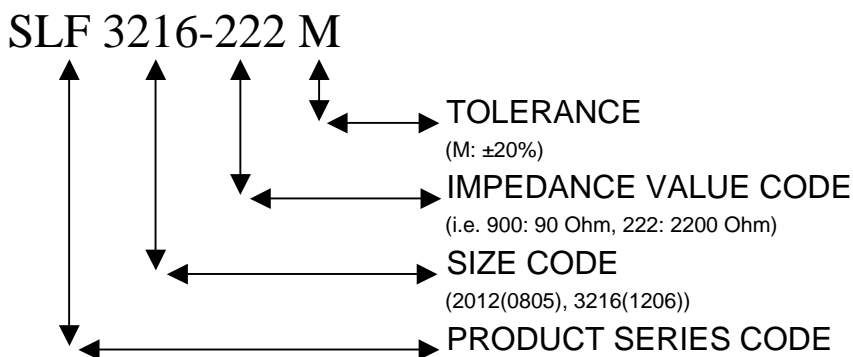 SLF 3216-222 M
TOLERANCE
(M: ±20%)
IMPEDANCE VALUE CODE
(i.e. 900: 90 Ohm, 222: 2200 Ohm)
SIZE CODE
(2012(0805), 3216(1206))
PRODUCT SERIES CODE